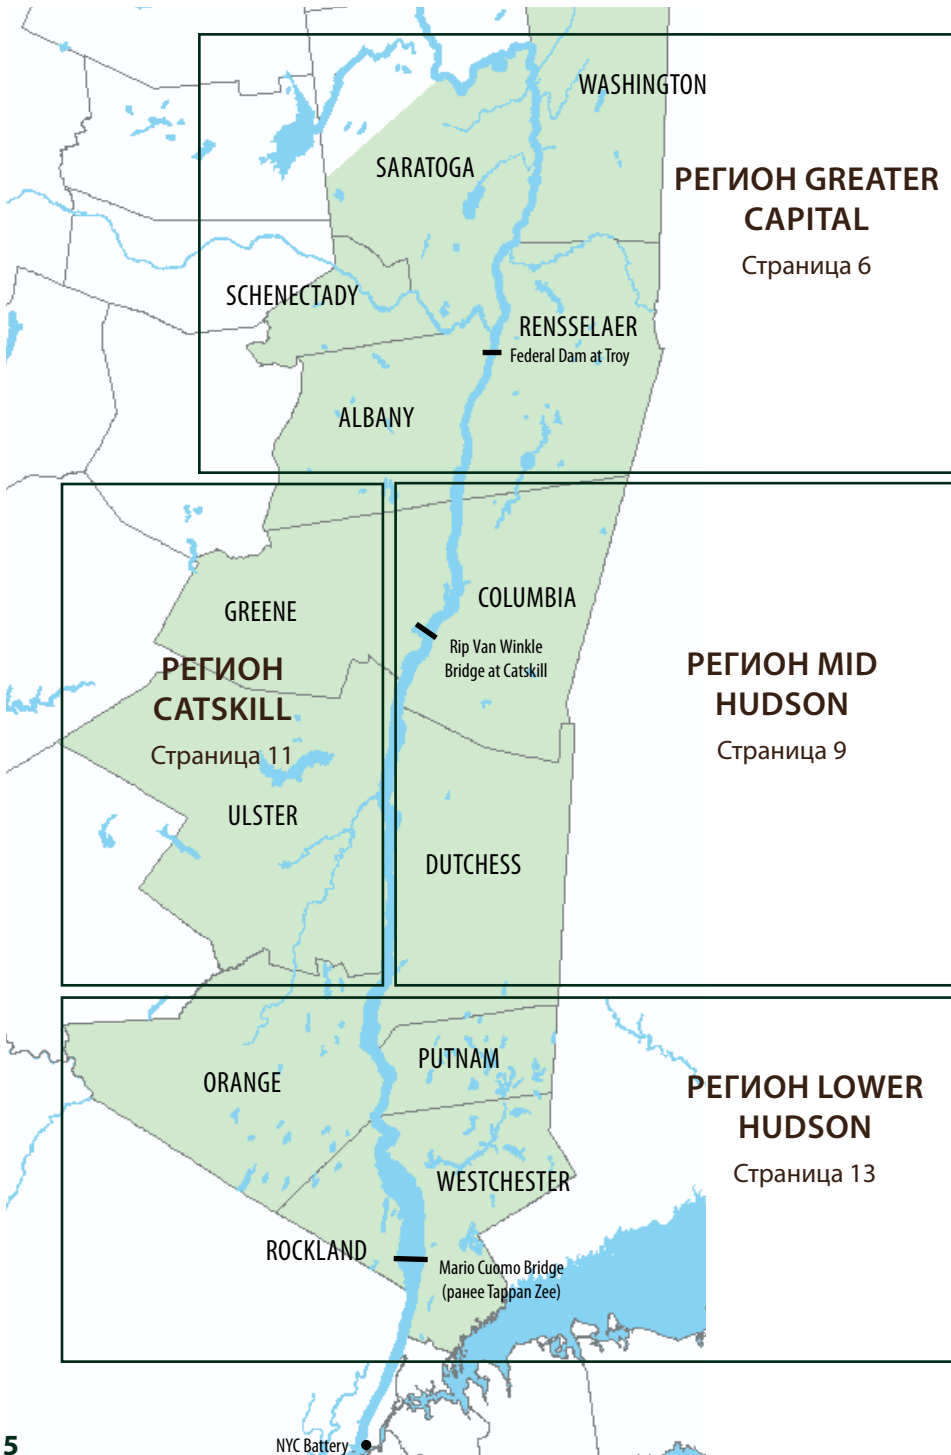 WASHINGTON
SARATOGA
РЕГИОН GREATER
CAPITAL
Страница 6
SCHENECTADY
RENSSELAER
Federal Dam at Troy
ALBANY
GREENE
COLUMBIA
Rip Van Winkle
Bridge at Catskill
РЕГИОН
CATSKILL
Страница 11
РЕГИОН MID
HUDSON
Страница 9
ULSTER
DUTCHESS
PUTNAM
ORANGE
РЕГИОН LOWER
HUDSON
Страница 13
WESTCHESTER
ROCKLAND
Mario Cuomo Bridge
(ранее Tappan Zee)
5
NYC Battery